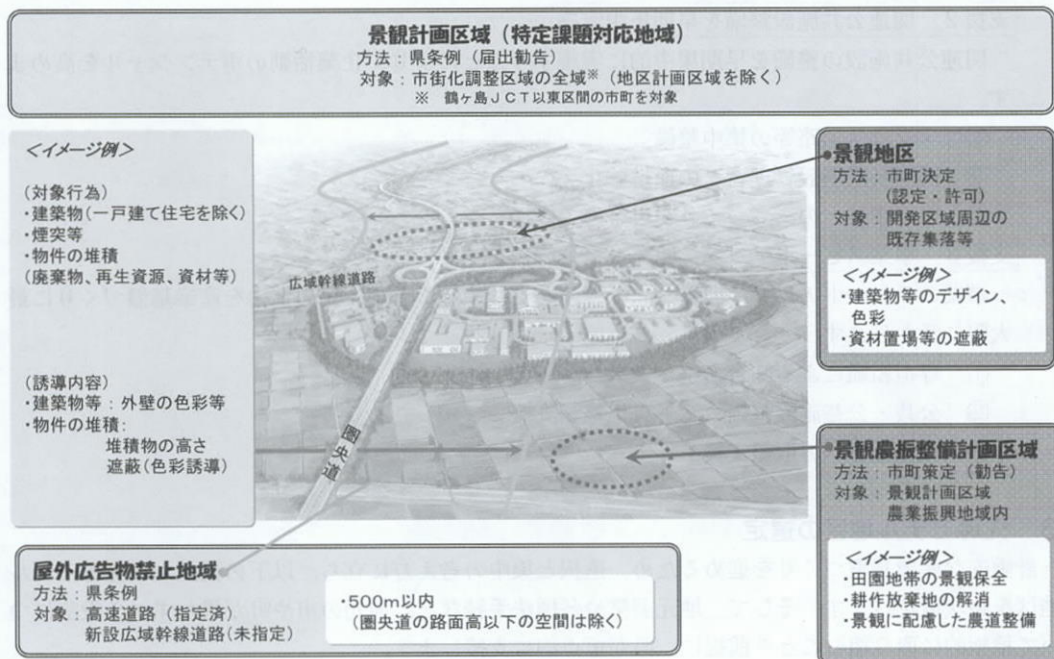 景観計画区域（特定課題対応地域）
方法：県条例（届出勧告）
対象：市街化調整区域の全域※（地区計画区域を除く）
※ 鶴ヶ島ＪＣＴ以東区間の市町を対象
＜イメージ例＞
(対象行為)
・建築物(一戸建て住宅を除く)
・煙突等
・物件の堆積
(廃棄物、再生資源、資材等)
(誘導内容)
・建築物等：外壁の色彩等
・物件の堆積：
堆積物の高さ
遮蔽(色彩誘導)
広域幹線道路
圏央道
景観地区
方法：市町決定
(認定・許可)
対象：開発区域周辺の
既存集落等
＜イメージ例＞
・建築物等のデザイン、
色彩
・資材置場等の遮蔽
景観農振整備計画区域
方法：市町策定（勧告）
対象：景観計画区域
農業振興地域内
＜イメージ例＞
・田園地帯の景観保全
・耕作放棄地の解消
・景観に配慮した農道整備
屋外広告物禁止地域
方法：県条例
対象：高速道路（指定済）
新設広域幹線道路(未指定)
・500m以内
(圏央道の路面高以下の空間は除く)